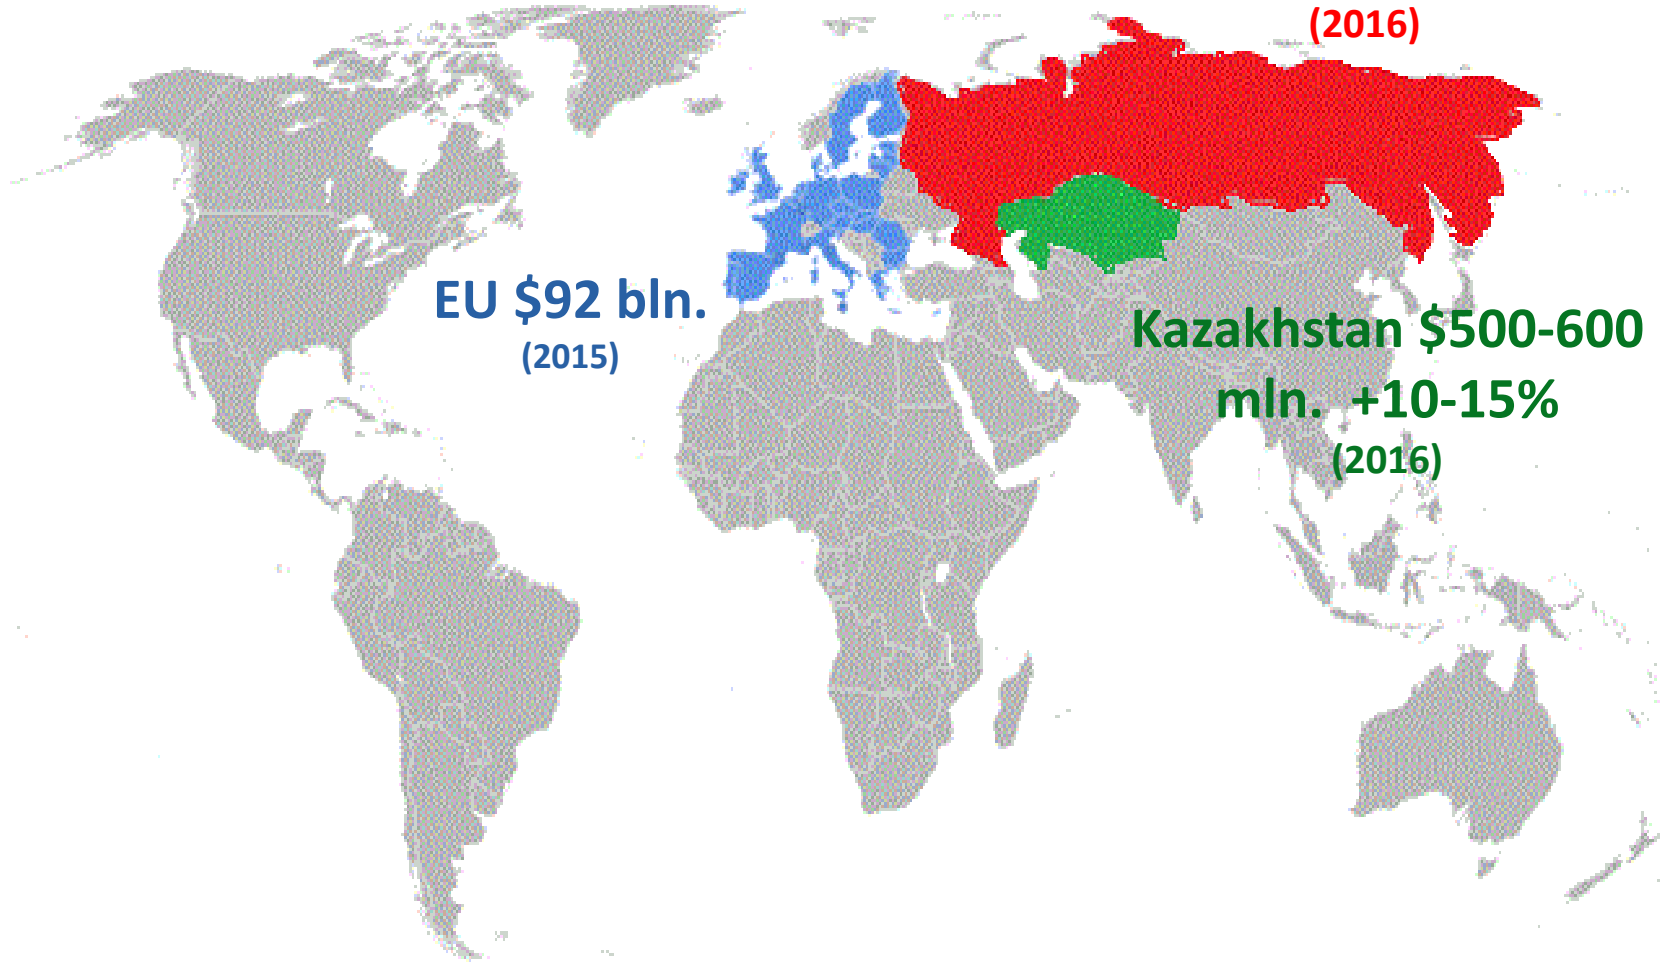 (2016)
EU $92 bln.
(2015)
Kazakhstan $500-600
mln.  +10-15%
(2016)